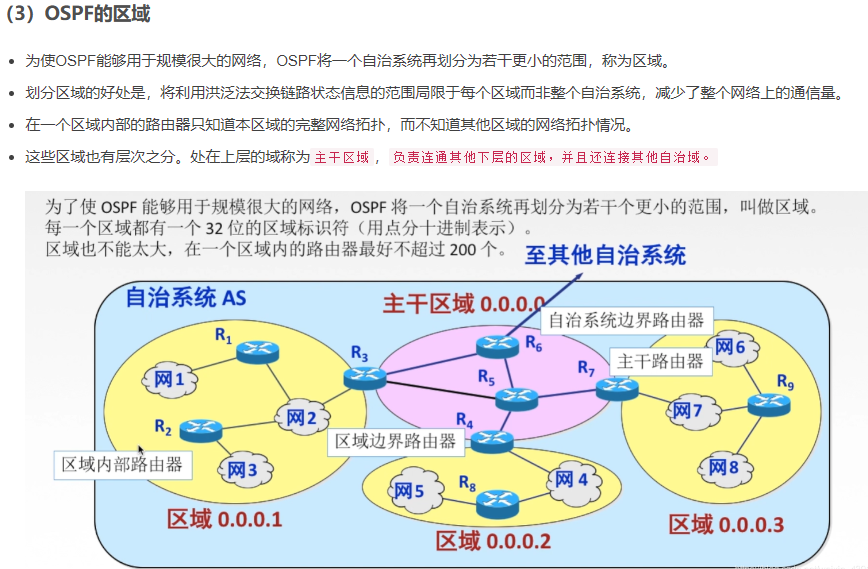 （3）OSPF的区域
为使OSPF能够用于规模很大的网络，OSPF将一个自治系统再划分为若干更小的范围，称为区域。
划分区域的好处是，将利用洪泛法交换链路状态信息的范围局限于每个区域而非整个自治系统，减少了整个网络上的通信量。
在一个区域内部的路由器只知道本区域的完整网络拓扑，而不知道其他区域的网络拓扑情况。
这些区域也有层次之分。处在上层的域称为主干区域，负责连通其他下层的区域，并且还连接其他自治域。
为了使 OSPF 能够用于规模很大的网络，OSPF 将一个自治系统再划分为若干个更小的范围，叫做区域。
每一个区域都有一个 32 位的区域标识符（用点分十进制表示）。
区域也不能太大，在一个区域内的路由器最好不超过 200 个。
至其他自治系统
自治系统 AS
主干区域 0.0.0.0
自治系统边界路由器
R1
R3
R6
网6
主干路由器
网1
R5
R7
R9
网2
网7
R2
R4
区域边界路由器
区域内部路由器
网3
网8
网5
R8
网4
区域 0.0.0.1
区域 0.0.0.2
区域 0.0.0.3